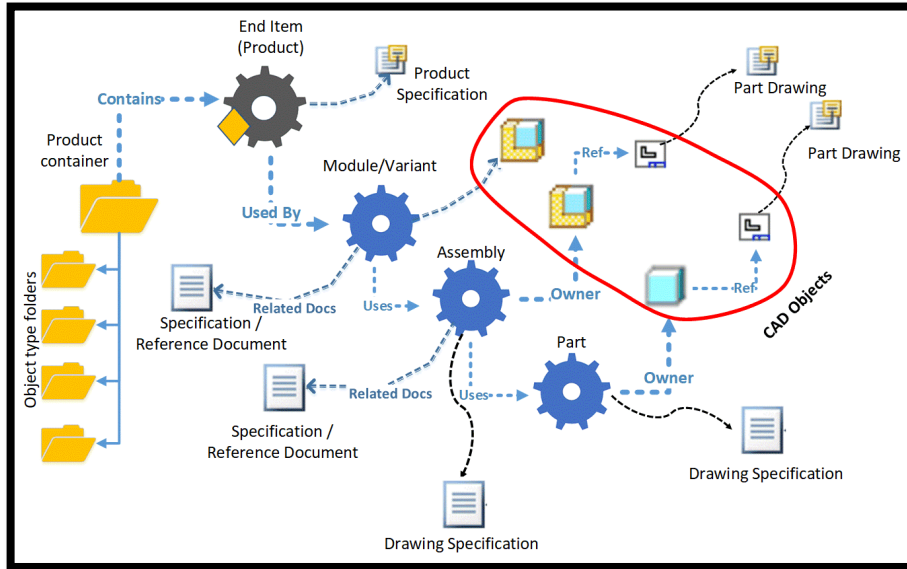 End Item
(Product)
Product
Specification
Contains
Product
container
Module/Variant
Used By
Ref
Part Drawing
Part Drawing
Assembly
Related Docs
Uses
Owner
Ref
CAD Objects
Specification /
Reference Document
Object type folders
Part
Related Docs
Uses
Owner
Specification /
Reference Document
Drawing Specification
Drawing Specification